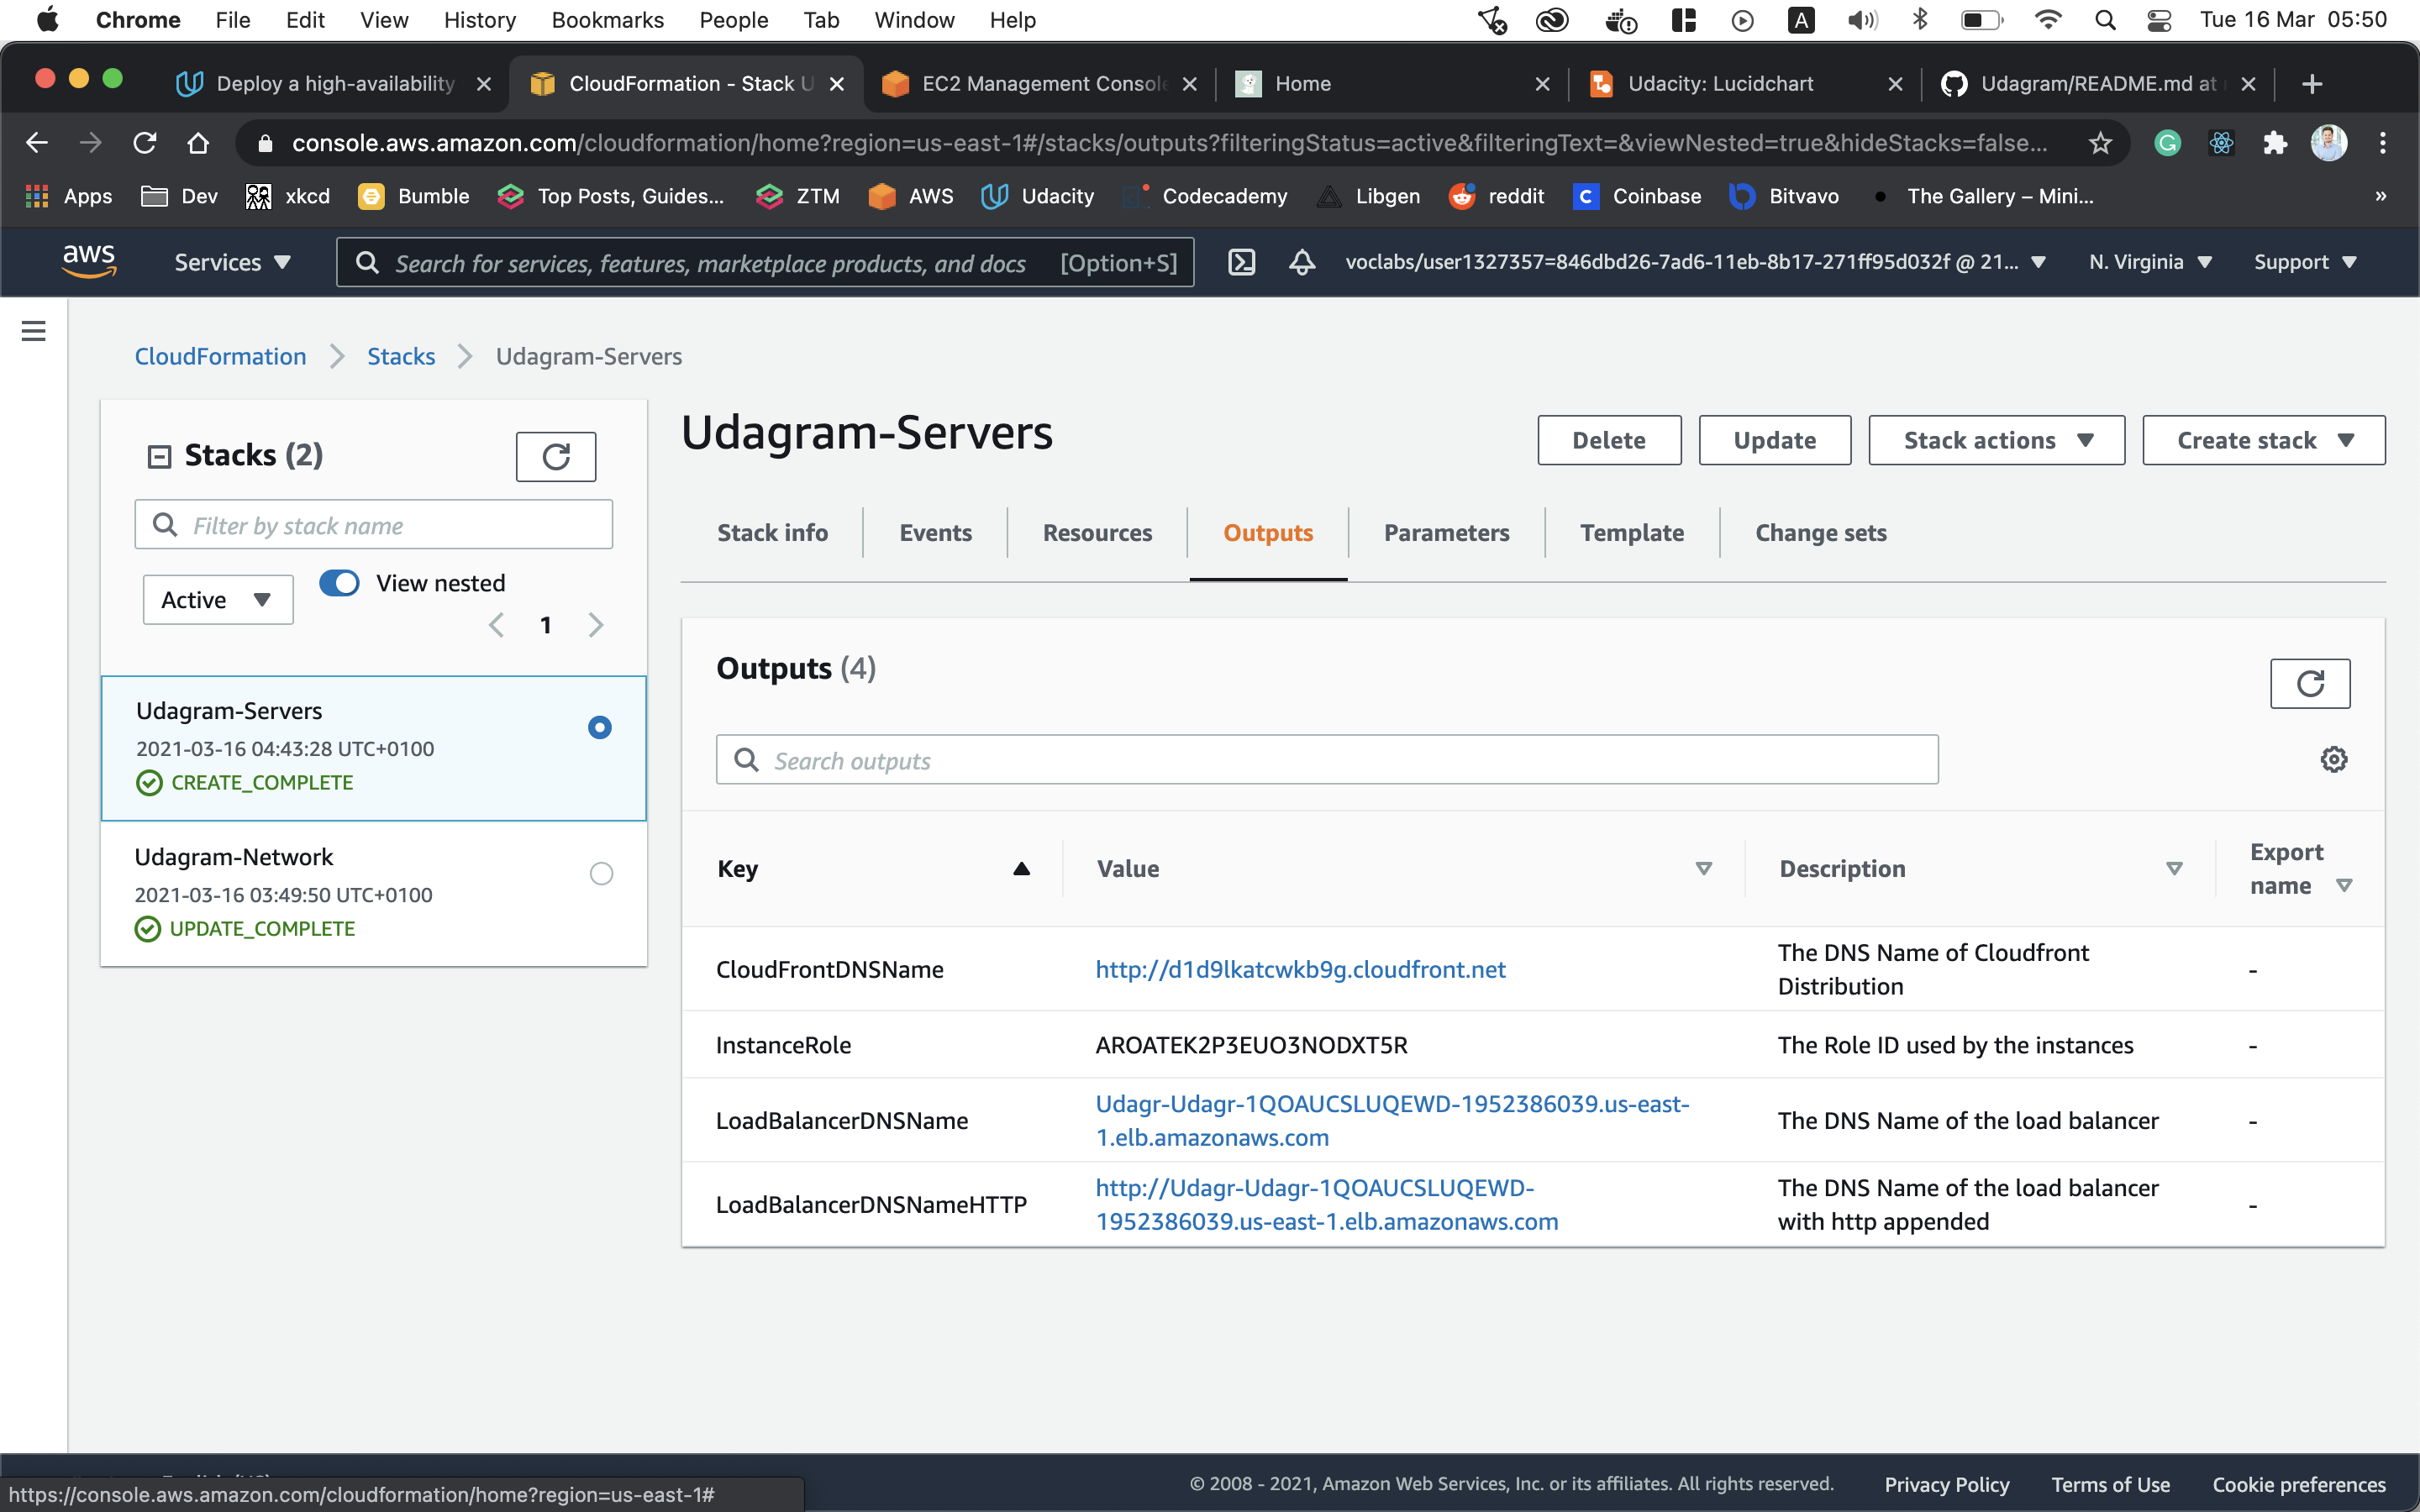 Chrome File Edit View History Bookmarks People Tab Window Help A Tue 16 Mar 05:50
Deploy a high-availability CloudFormation - Stack U EC2 Management Console Home Udacity: Lucidchart Udagram/README.md at
console.aws.amazon.com/cloudformation/home?region=us-east-1#/stacks/outputs?filteringStatus=active&filteringText=&viewNested=true&hideStacks=false...
Apps Dev xkcd Bumble Top Posts, Guides... ZTM AWS Udacity Codecademy Libgen reddit Coinbase Bitvavo The Gallery – Mini... »
aws Services Search for services, features, marketplace products, and docs [Option+S] voclabs/user1327357=846dbd26-7ad6-11eb-8b17-271ff95d032f @ 21... N. Virginia Support
CloudFormation Stacks Udagram-Servers
Stacks (2)
Filter by stack name
Active View nested
1
Udagram-Servers
2021-03-16 04:43:28 UTC+0100
CREATE_COMPLETE
Udagram-Network
2021-03-16 03:49:50 UTC+0100
UPDATE_COMPLETE
Udagram-Servers Delete Update Stack actions Create stack
Stack info Events Resources Outputs Parameters Template Change sets
Outputs (4)
Search outputs
Key Value Description Export name
CloudFrontDNSName http://d1d9lkatcwkb9g.cloudfront.net The DNS Name of Cloudfront Distribution -
InstanceRole AROATEK2P3EUO3NODXT5R The Role ID used by the instances -
LoadBalancerDNSName Udagr-Udagr-1QOAUCSLUQEWD-1952386039.us-east-1.elb.amazonaws.com The DNS Name of the load balancer -
LoadBalancerDNSNameHTTP http://Udagr-Udagr-1QOAUCSLUQEWD-1952386039.us-east-1.elb.amazonaws.com The DNS Name of the load balancer with http appended -
© 2008 - 2021, Amazon Web Services, Inc. or its affiliates. All rights reserved. Privacy Policy Terms of Use Cookie preferences
https://console.aws.amazon.com/cloudformation/home?region=us-east-1#